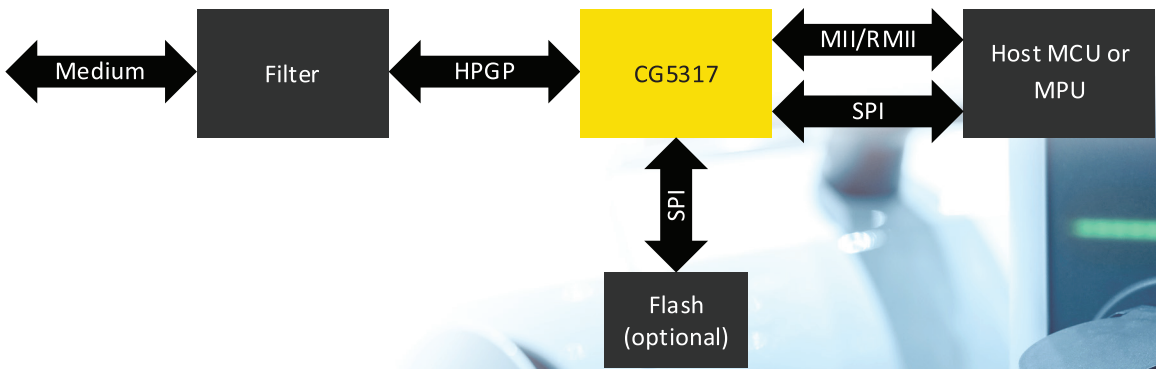 Medium
Filter
HPGP
CG5317
MII/RMII
SPI
Host MCU or
MPU
SPI
Flash
(optional)